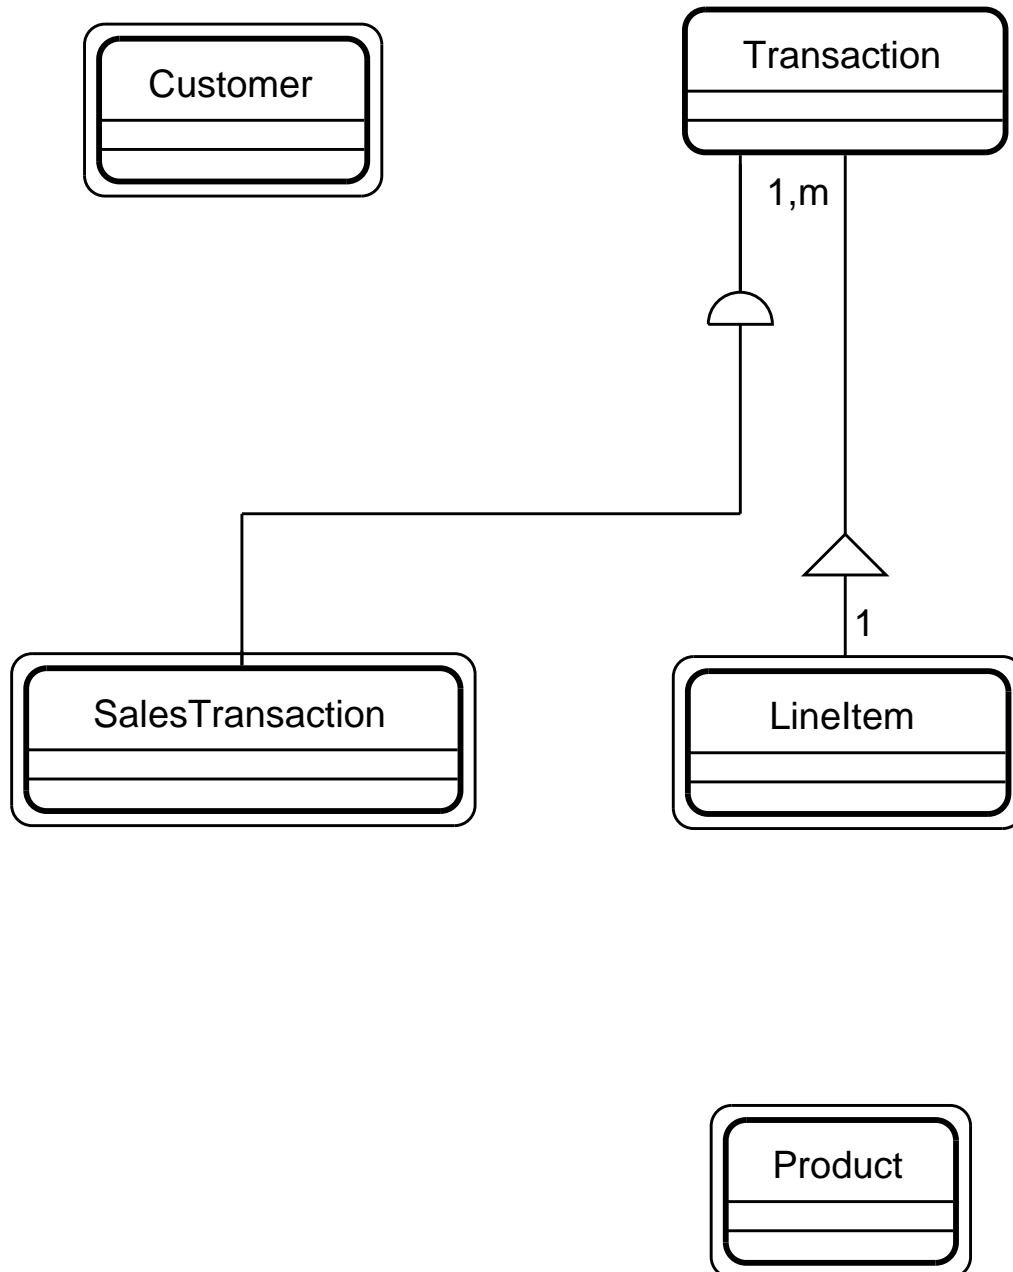 Customer
Transaction
1,m
1
SalesTransaction
LineItem
Product